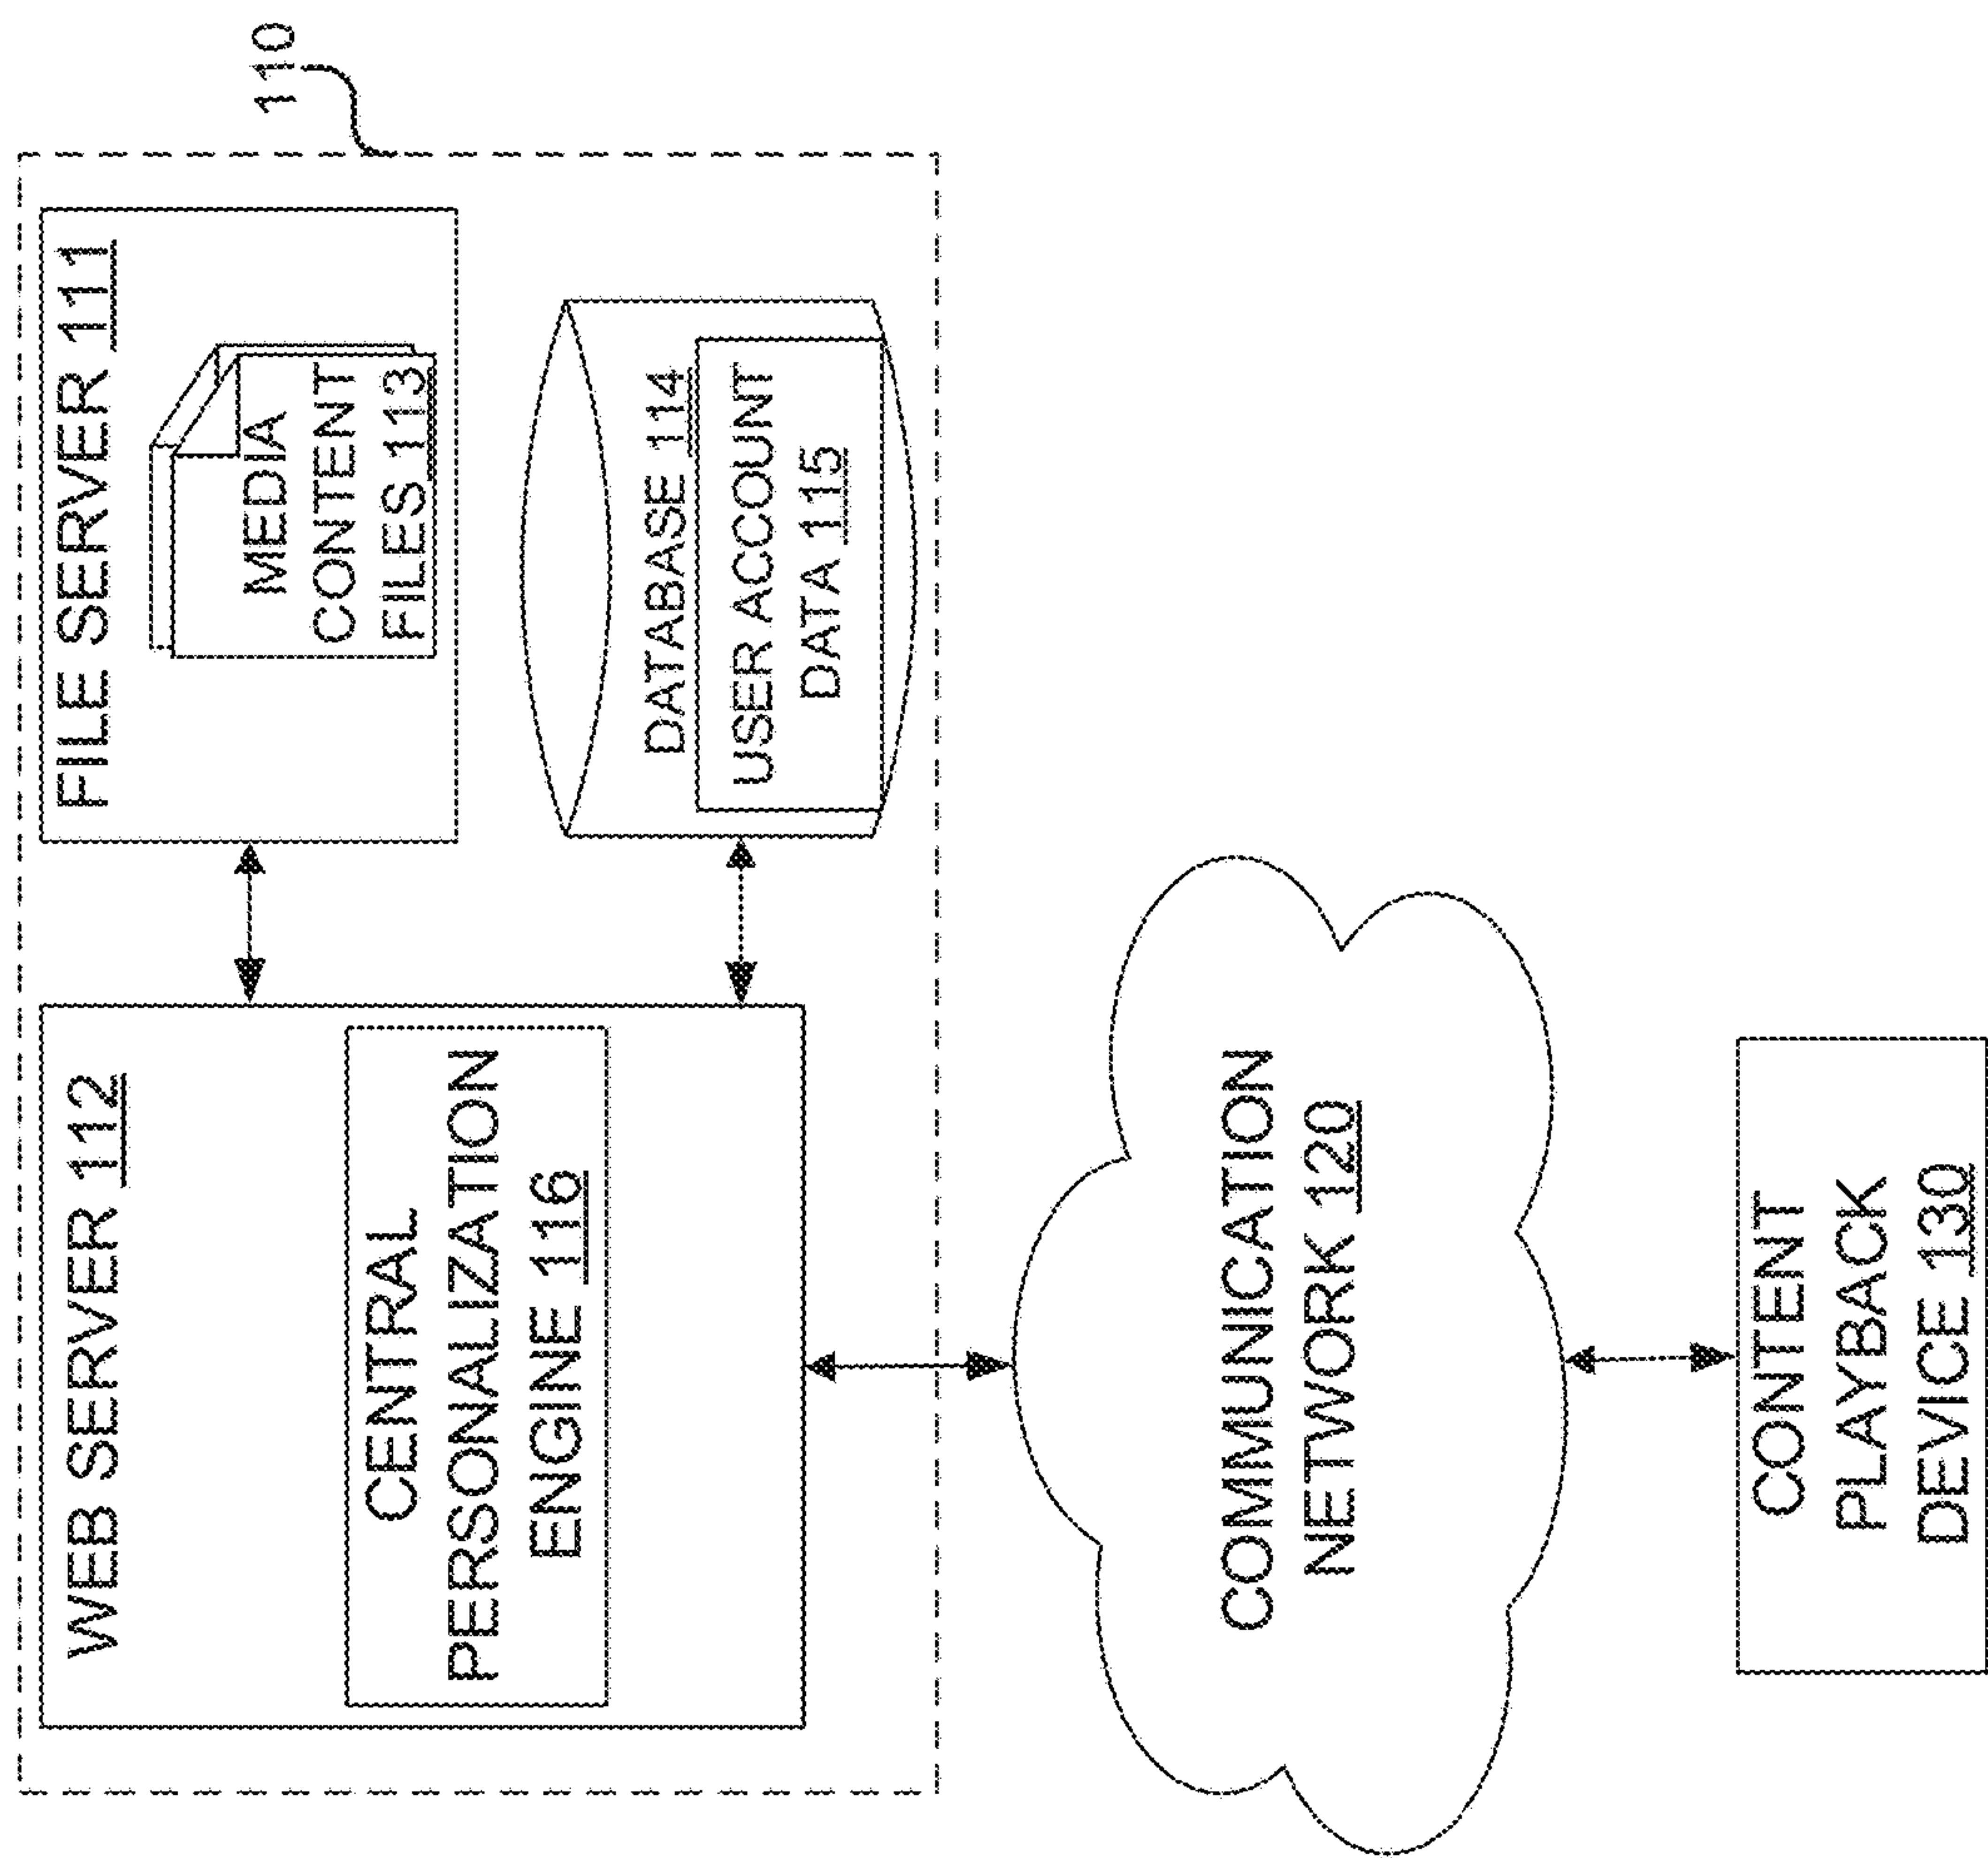 110
WEB SERVER 112
CENTRAL
PERSONALIZATION
ENGINE 116
FILE SERVER 111
MEDIA
CONTENT
FILES 113
DATABASE 114
USER ACCOUNT
DATA 115
COMMUNICATION
NETWORK 120
CONTENT
PLAYBACK
DEVICE 130